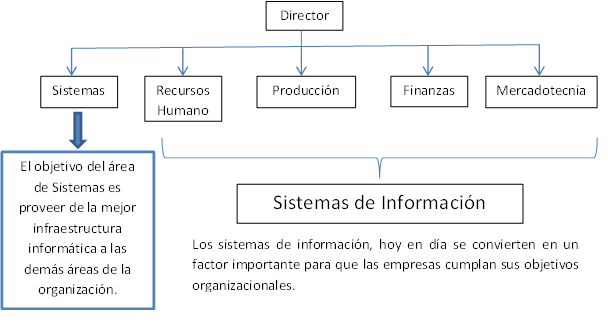 Director
Sistemas
Recursos
Humano
Producción
Finanzas
Mercadotecnia
El objetivo del área
de Sistemas es
proveer de la mejor
infraestructura
informática a las
demás áreas de la
organización.
Sistemas de Información
Los sistemas de información, hoy en día se convierten en un
factor importante para que las empresas cumplan sus objetivos
organizacionales.